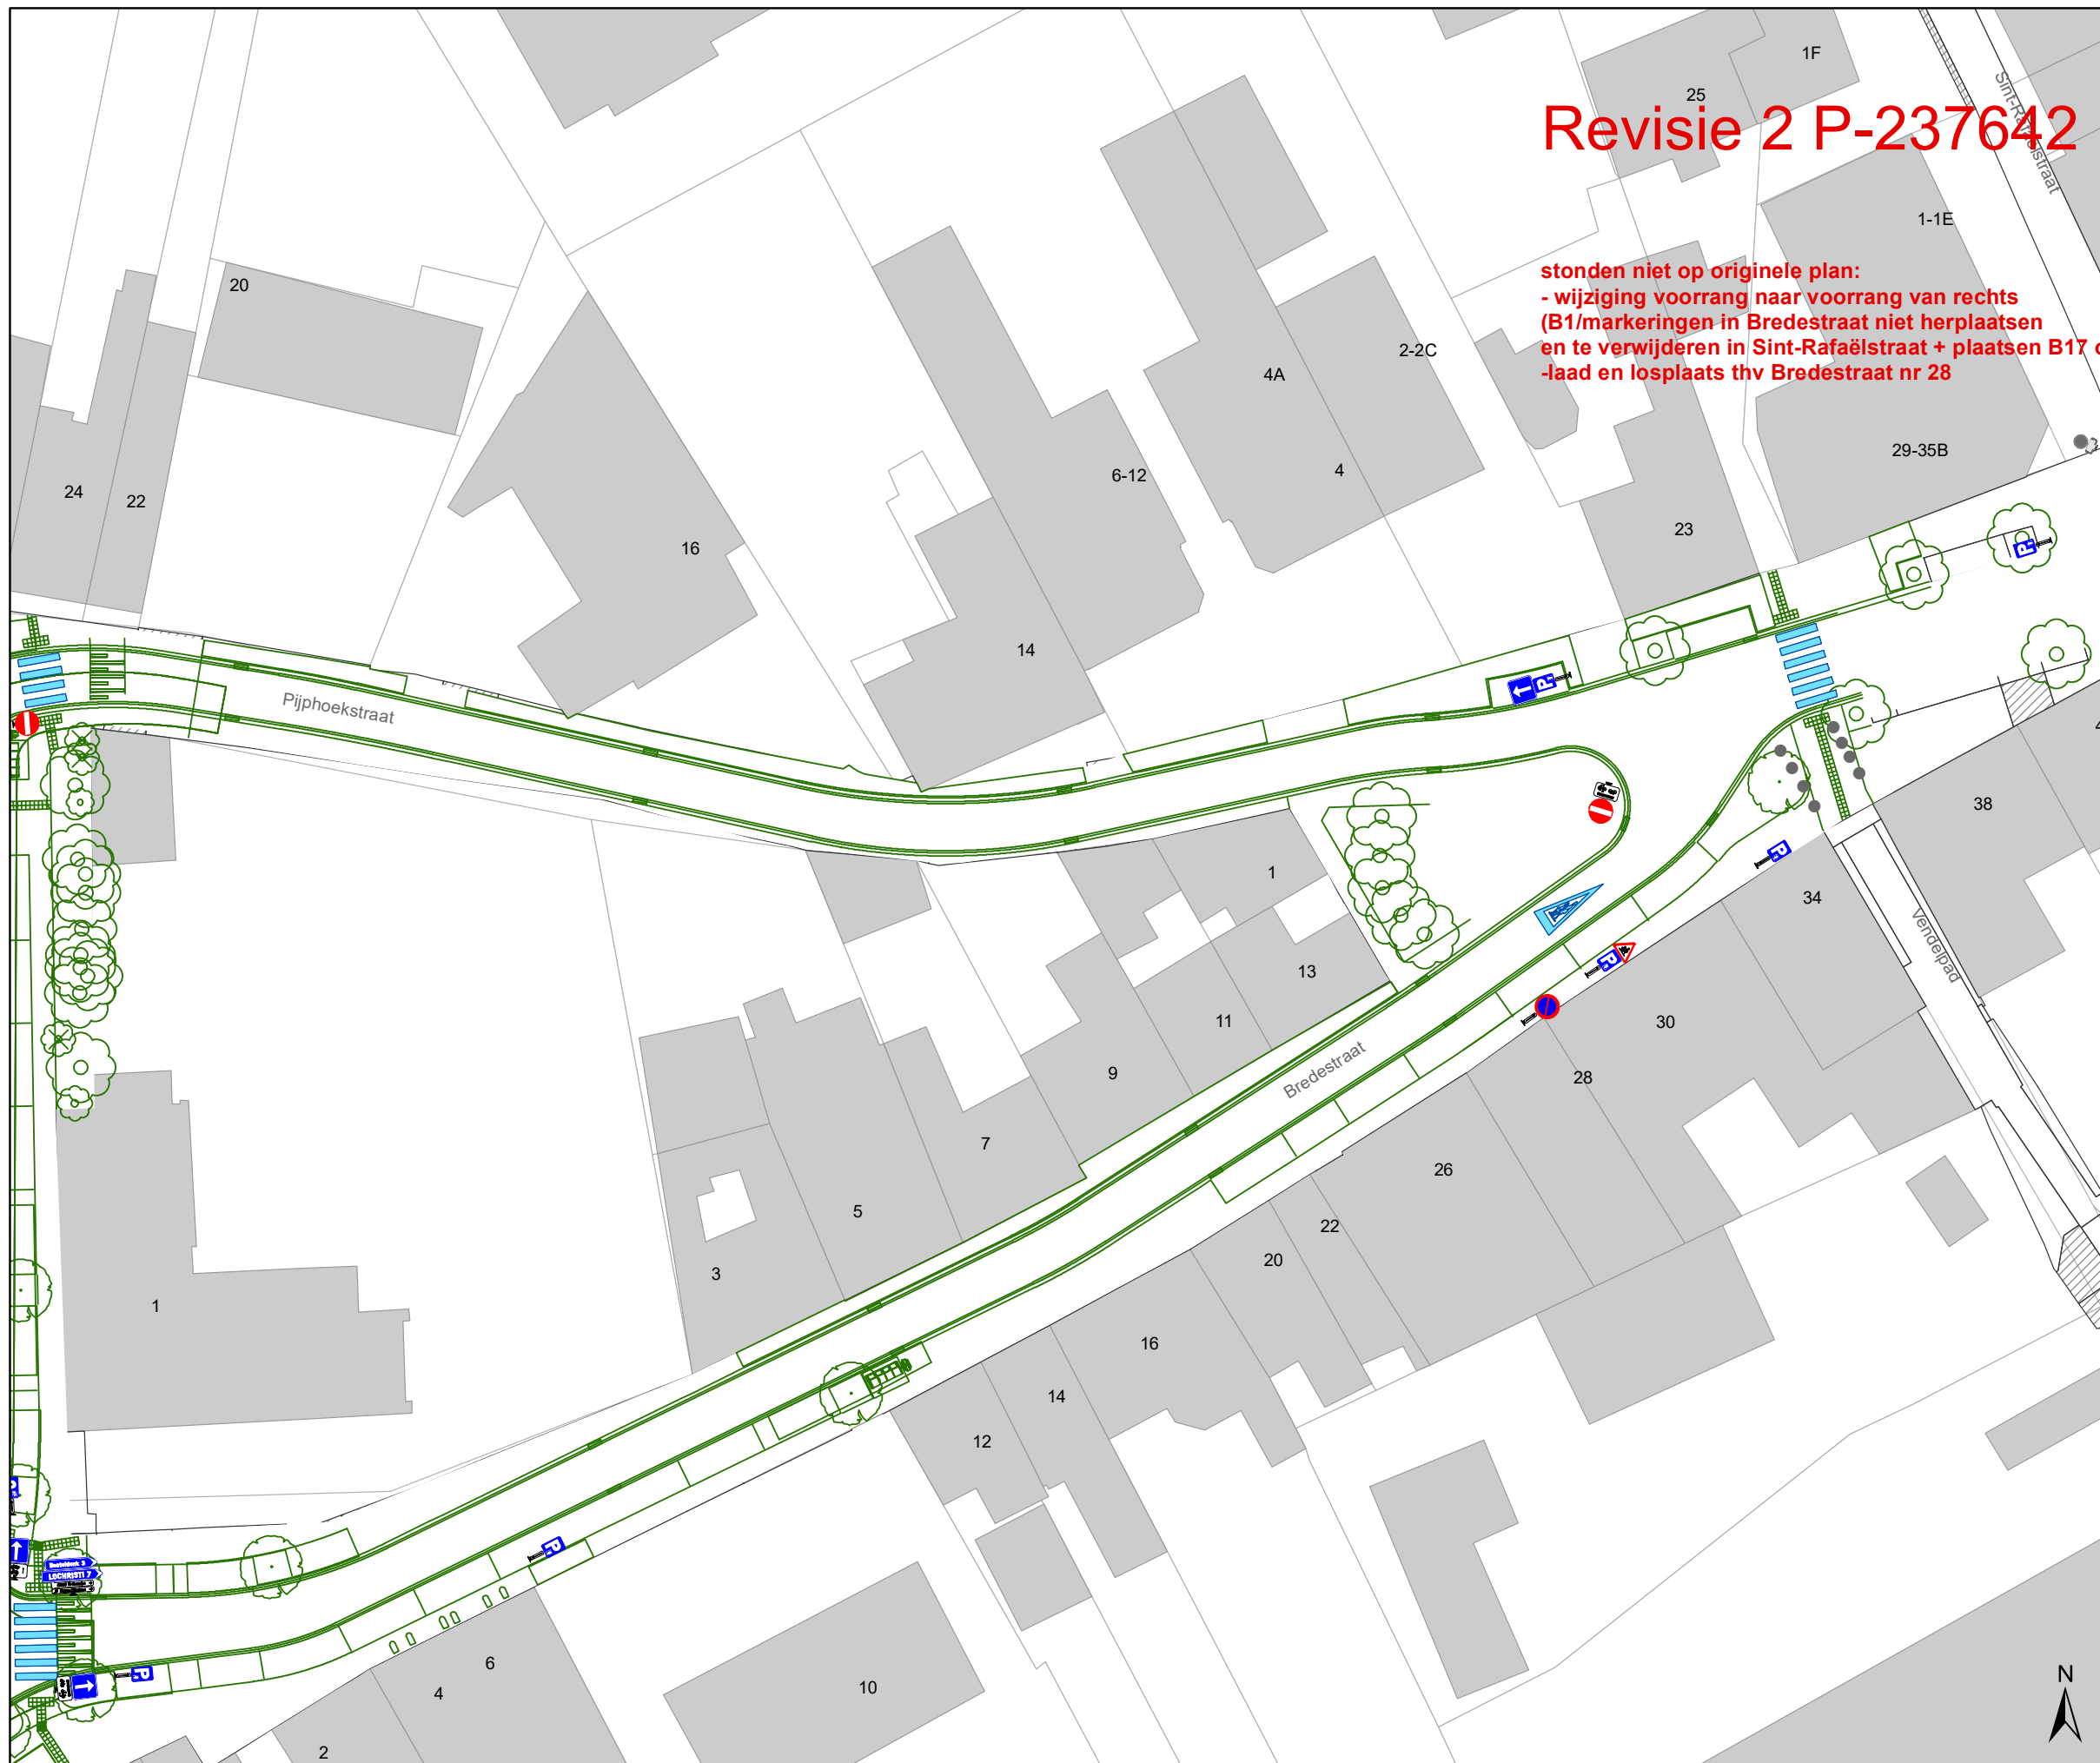 1F
25
Revisie 2 P-237642
Sint-Rafaëlstraat
1-1E
stonden niet op originele plan:
- wijziging voorrang naar voorrang van rechts
(B1/markeringen in Bredestraat niet herplaatsen
en te verwijderen in Sint-Rafaëlstraat + plaatsen B17
-laad en losplaats thv Bredestraat nr 28
20
2-2C
4A
29-35B
24
22
6-12
4
16
23
14
Pijphoekstraat
38
1
34
Vendelpad
13
11
30
Bredestraat
9
28
7
26
5
22
20
3
1
16
14
12
LOCHRISTI 7
6
4
10
N
2